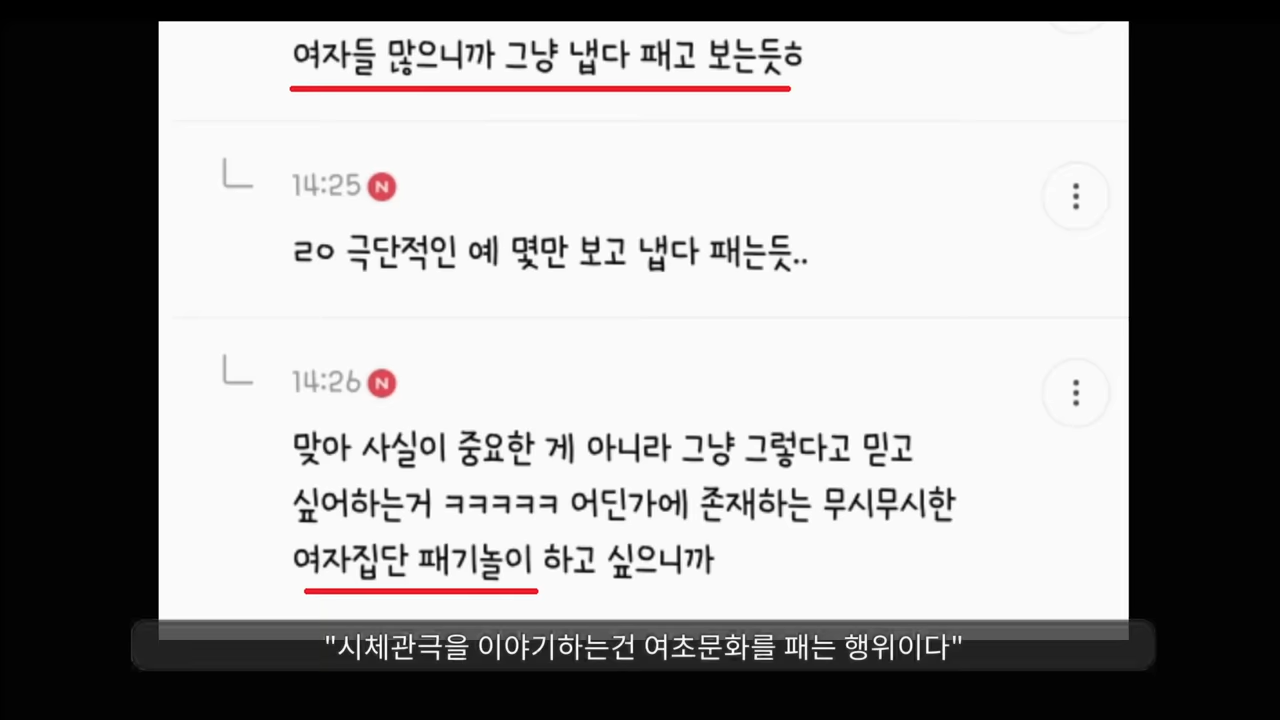 여자들 많으니까 그냥 냅다 패고 보는듯ㅎ
14:25 N
ㄹㅇ 극단적인 예 몇만 보고 냅다 패는듯..
14:26 N
맞아 사실이 중요한 게 아니라 그냥 그렇다고 믿고
싶어하는거 ㅋㅋㅋㅋㅋ 어딘가에 존재하는 무시무시한
여자집단 패기놀이 하고 싶으니까
"시체관극을 이야기하는건 여초문화를 패는 행위이다"